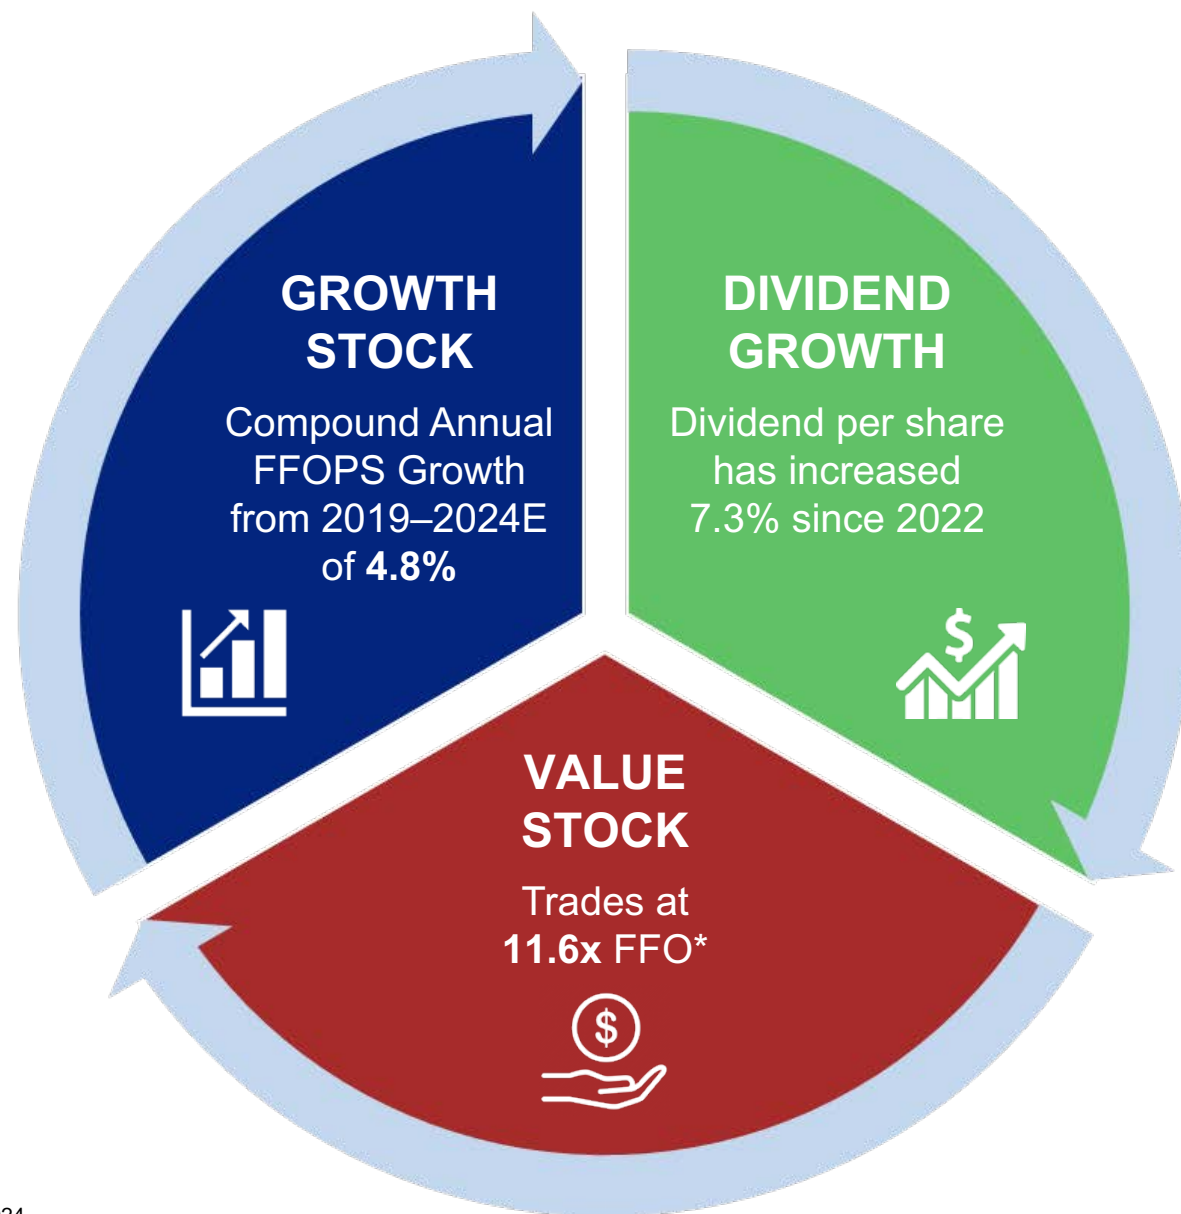 GROWTH
STOCK
Compound Annual
FFOPS Growth
from 2019–2024E
of 4.8%
DIVIDEND
GROWTH
Dividend per share
has increased
7.3% since 2022
$
VALUE
STOCK
Trades at
11.6x FFO*
$